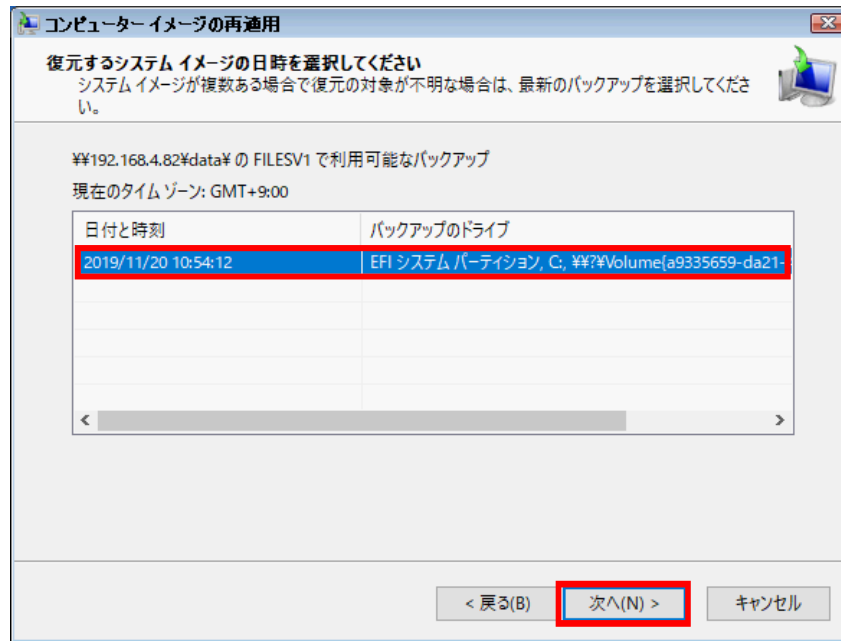 コンピューター イメージの再適用
復元するシステム イメージの日時を選択してください
システム イメージが複数ある場合で復元の対象が不明な場合は、最新のバックアップを選択してくださ
い。
¥¥192.168.4.82¥data¥ の FILESV1 で利用可能なバックアップ
現在のタイム ゾーン: GMT+9:00
日付と時刻 バックアップのドライブ
2019/11/20 10:54:12 EFI システム パーティション, C:, ¥¥?¥Volume{a9335659-da21-
< 戻る(B) 次へ(N) > キャンセル